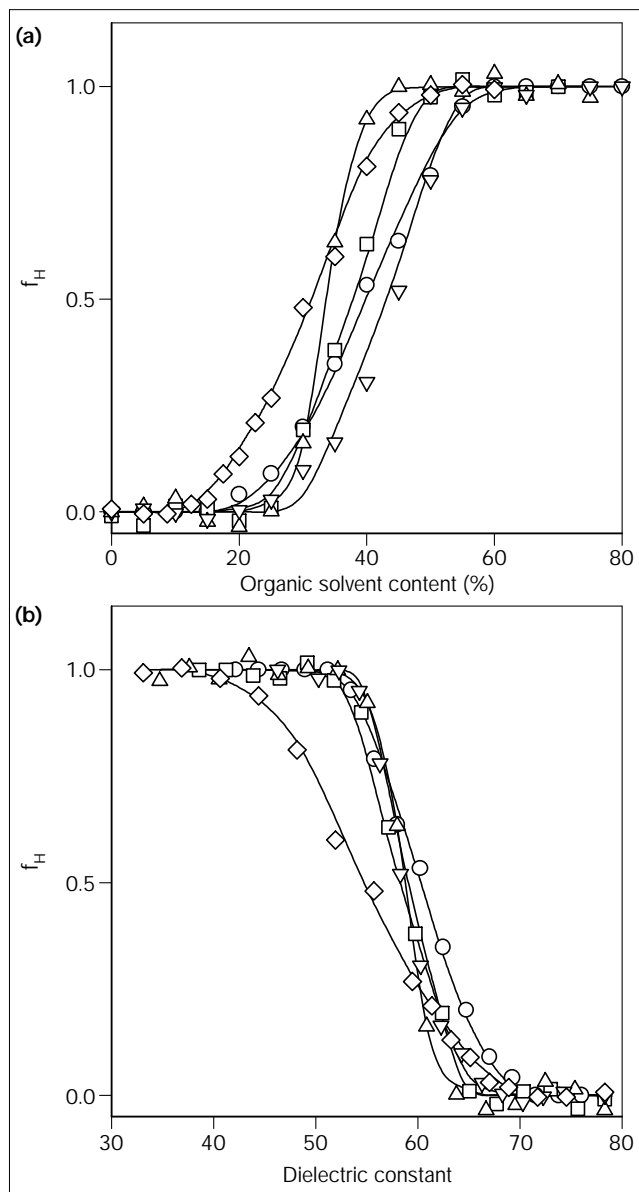 (a)
1.0
0.5
0.0
f_H
0 20 40 60 80
Organic solvent content (%)
(b)
1.0
0.5
0.0
f_H
30 40 50 60 70 80
Dielectric constant